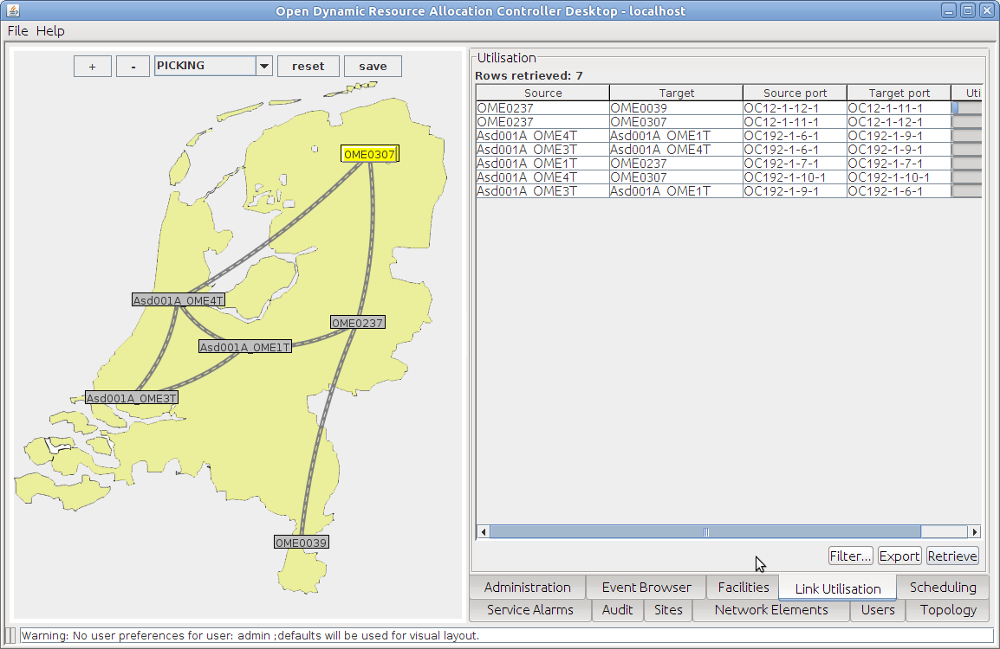 Open Dynamic Resource Allocation Controller Desktop - localhost
File Help
+ - PICKING reset save
OME0307
Asd001A_OME4T
OME0237
Asd001A_OME1T
Asd001A_OME3T
OME0039
Utilisation
Rows retrieved: 7
Source Target Source port Target port Uti
OME0237 OME0039 OC12-1-12-1 OC12-1-11-1
OME0237 OME0307 OC12-1-11-1 OC12-1-12-1
Asd001A_OME4T Asd001A_OME1T OC192-1-6-1 OC192-1-9-1
Asd001A_OME3T Asd001A_OME4T OC192-1-6-1 OC192-1-9-1
Asd001A_OME1T OME0237 OC192-1-7-1 OC192-1-7-1
Asd001A_OME4T OME0307 OC192-1-10-1 OC192-1-10-1
Asd001A_OME3T Asd001A_OME1T OC192-1-9-1 OC192-1-6-1
Filter... Export Retrieve
Administration Event Browser Facilities Link Utilisation Scheduling
Service Alarms Audit Sites Network Elements Users Topology
Warning: No user preferences for user: admin ;defaults will be used for visual layout.